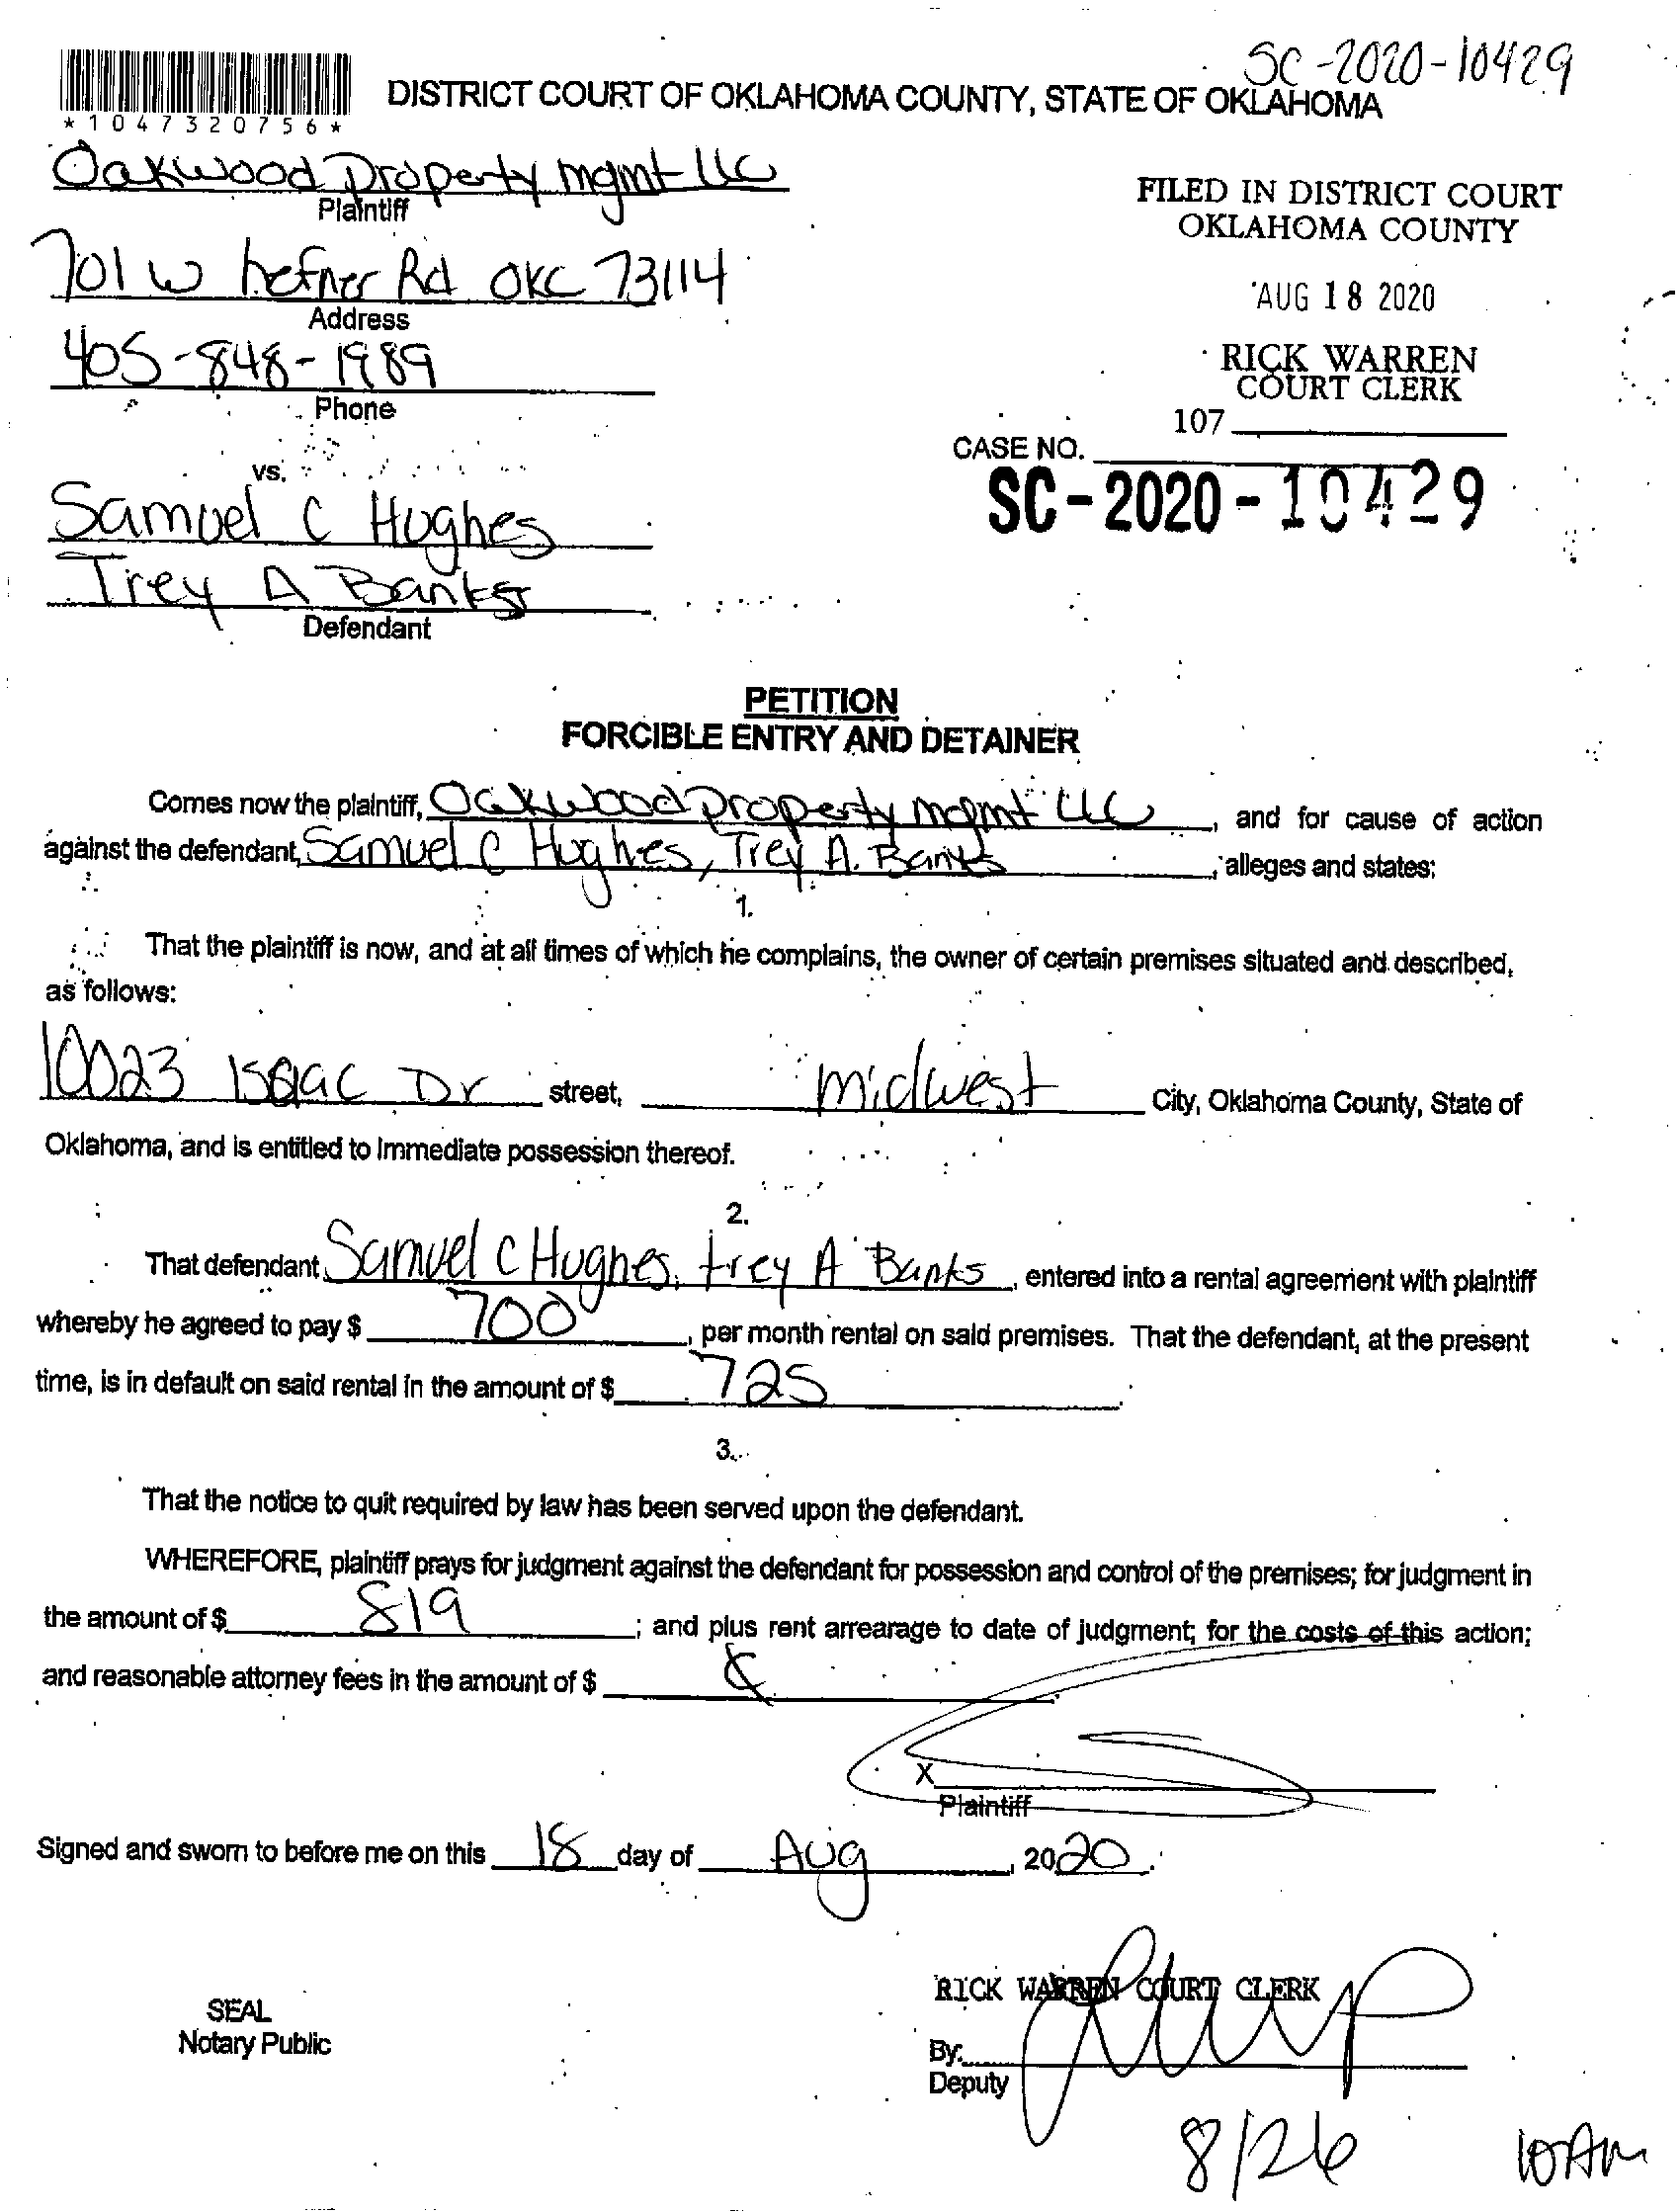 SC-2020-10429
DISTRICT COURT OF OKLAHOMA COUNTY, STATE OF OKLAHOMA
*1047320756*
Oakwood Property mgmt llc
Plaintiff
FILED IN DISTRICT COURT
OKLAHOMA COUNTY
701 W hefner Rd OKC 73114
Address
AUG 18 2020
405-848-1989
Phone
RICK WARREN
COURT CLERK
107
CASE NO.
SC-2020-10429
vs.
Samuel C Hughes
Trey A Banks
Defendant
PETITION
FORCIBLE ENTRY AND DETAINER
Comes now the plaintiff, Oakwood Property mgmt LLC, and for cause of action
against the defendant, Samuel C Hughes, Trey A. Banks, alleges and states;
1.
That the plaintiff is now, and at all times of which he complains, the owner of certain premises situated and described,
as follows:
10023 Isaac Dr street, midwest City, Oklahoma County, State of
Oklahoma, and is entitled to immediate possession thereof.
2.
That defendant, Samuel C Hughes, trey A Banks, entered into a rental agreement with plaintiff
whereby he agreed to pay $ 700, per month rental on said premises. That the defendant, at the present
time, is in default on said rental in the amount of $ 725.
3.
That the notice to quit required by law has been served upon the defendant.
WHEREFORE, plaintiff prays for judgment against the defendant for possession and control of the premises; for judgment in
the amount of $ 819; and plus rent arrearage to date of judgment; for the costs of this action;
and reasonable attorney fees in the amount of $
X
Plaintiff
Signed and sworn to before me on this 18 day of Aug, 2020.
RICK WARREN COURT CLERK
SEAL
Notary Public
By:
Deputy
8/26 10 Am